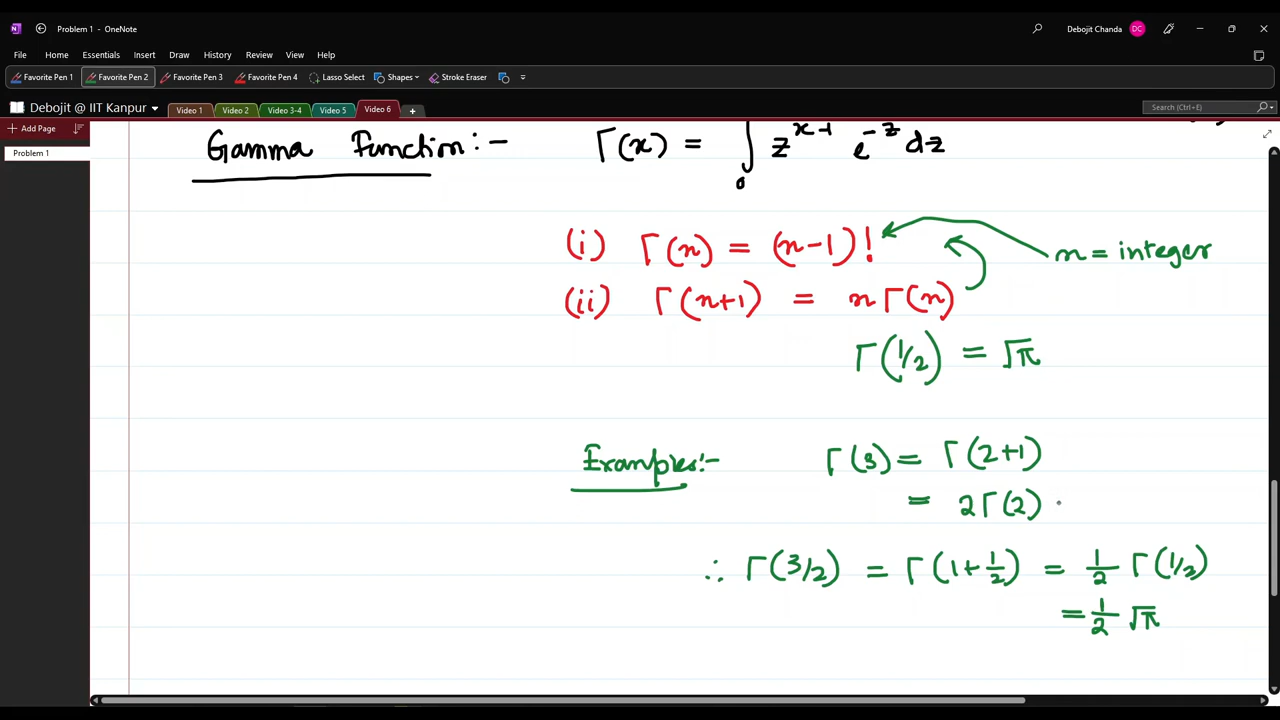 Problem 1 - OneNote
Debojit Chanda DC
File Home Essentials Insert Draw History Review View Help
Favorite Pen 1 Favorite Pen 2 Favorite Pen 3 Favorite Pen 4 Lasso Select Shapes Stroke Eraser
Debojit @ IIT Kanpur Video 1 Video 2 Video 3-4 Video 5 Video 6 + Search (Ctrl+E)
Add Page
Problem 1
Gamma Function:- Γ(x) = ∫₀ z^(x-1) e^(-z) dz
(i) Γ(n) = (n-1)! n = integer
(ii) Γ(n+1) = nΓ(n)
Γ(1/2) = √π
Examples:- Γ(3) = Γ(2+1)
= 2Γ(2)
∴ Γ(3/2) = Γ(1+1/2) = 1/2 Γ(1/2)
= 1/2 √π